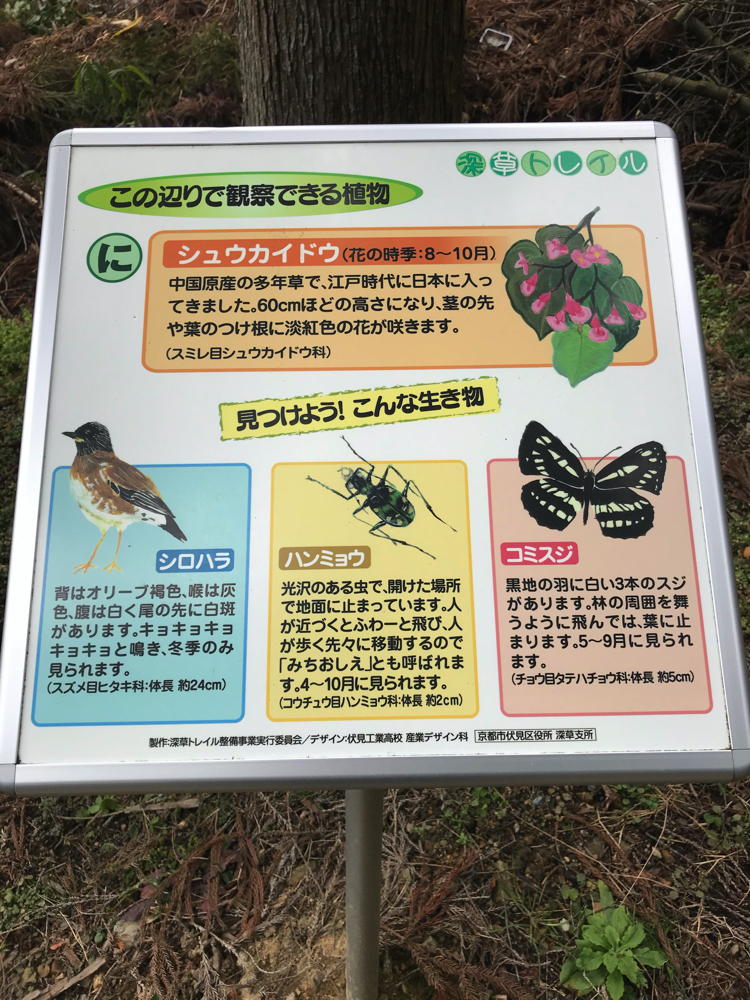 深草トレイル
この辺りで観察できる植物
に
シュウカイドウ(花の時季:8〜10月)
中国原産の多年草で、江戸時代に日本に入っ
てきました。60cmほどの高さになり、茎の先
や葉のつけ根に淡紅色の花が咲きます。
(スミレ目シュウカイドウ科)
見つけよう! こんな生き物
シロハラ
背はオリーブ褐色、喉は灰
色、腹は白く尾の先に白斑
があります。キョキョキョ
キョキョと鳴き、冬季のみ
見られます。
(スズメ目ヒタキ科:体長 約24cm)
ハンミョウ
光沢のある虫で、開けた場所
で地面に止まっています。人
が近づくとふわーと飛び、人
が歩く先々に移動するので
「みちおしえ」とも呼ばれま
す。4〜10月に見られます。
(コウチュウ目ハンミョウ科:体長 約2cm)
コミスジ
黒地の羽に白い3本のスジ
があります。林の周囲を舞
うように飛んでは、葉に止
まります。5〜9月に見られ
ます。
(チョウ目タテハチョウ科:体長 約5cm)
製作:深草トレイル整備事業実行委員会/デザイン:伏見工業高校 産業デザイン科 京都市伏見区役所 深草支所